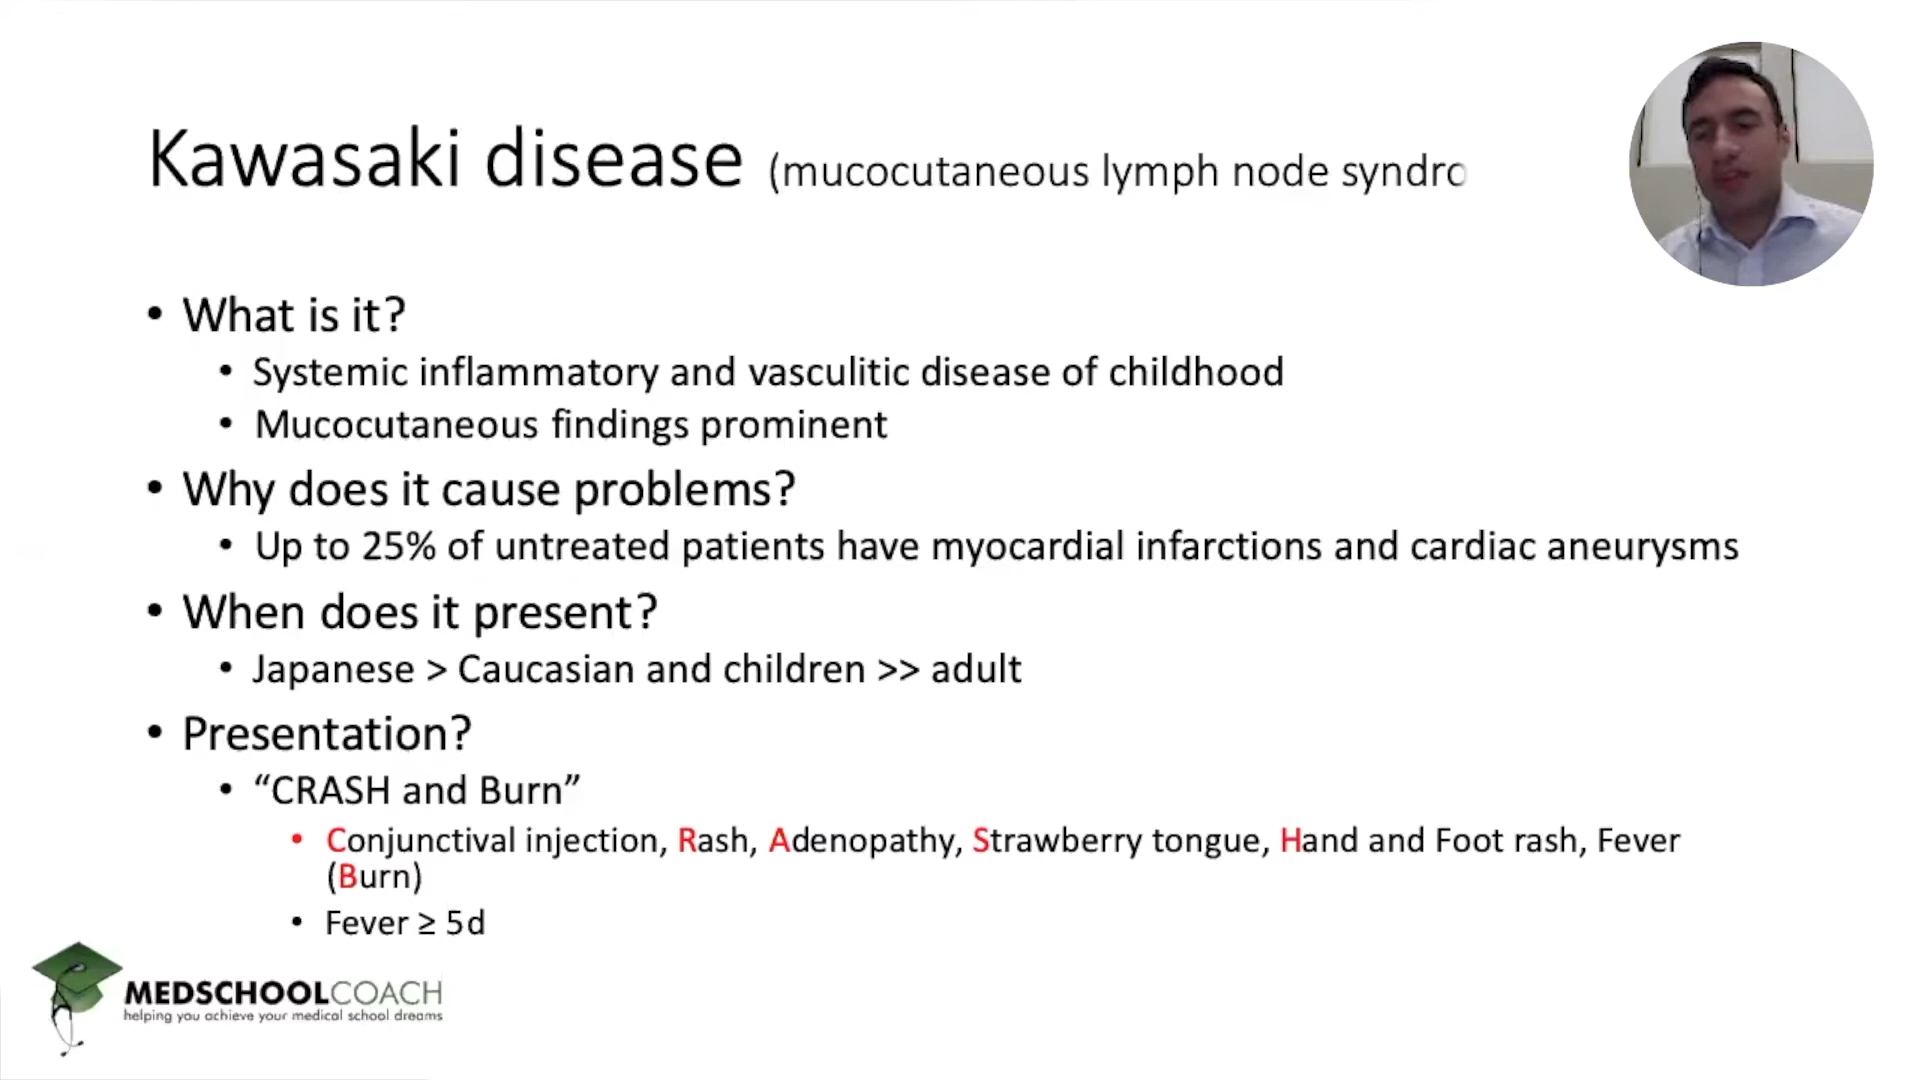 Kawasaki disease (mucocutaneous lymph node syndro
• What is it?
• Systemic inflammatory and vasculitic disease of childhood
• Mucocutaneous findings prominent
• Why does it cause problems?
• Up to 25% of untreated patients have myocardial infarctions and cardiac aneurysms
• When does it present?
• Japanese > Caucasian and children >> adult
• Presentation?
• “CRASH and Burn”
• Conjunctival injection, Rash, Adenopathy, Strawberry tongue, Hand and Foot rash, Fever
(Burn)
• Fever ≥ 5d
MEDSCHOOLCOACH
helping you achieve your medical school dreams